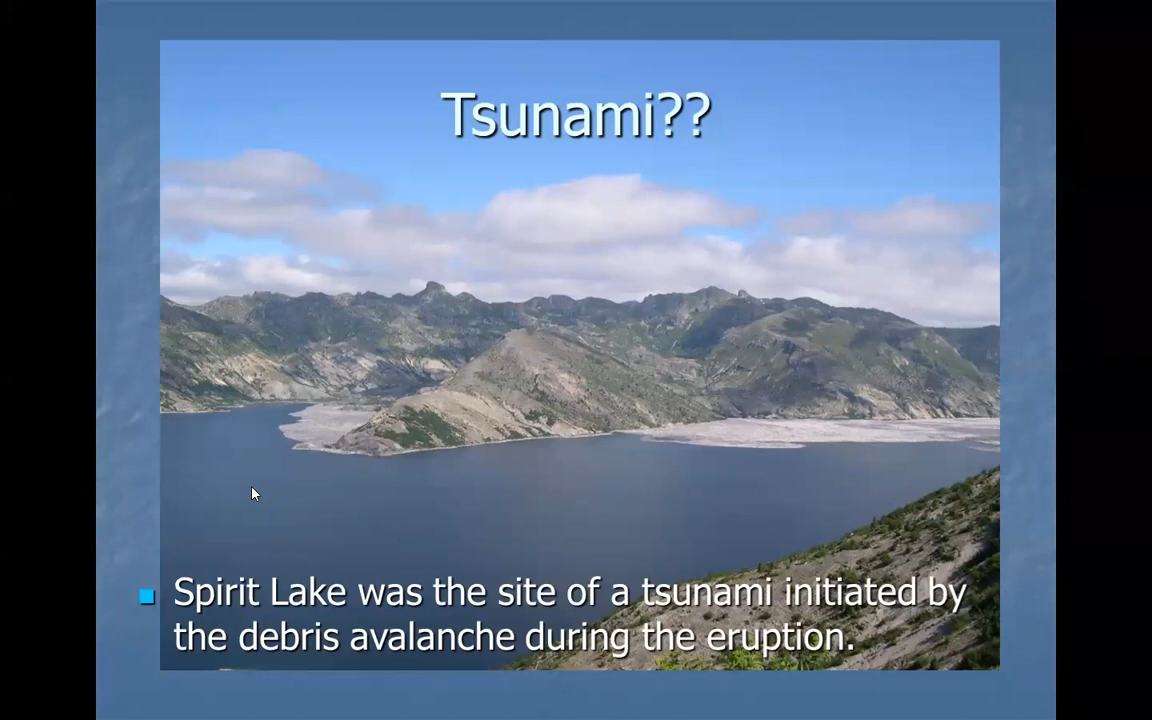 Tsunami??
Spirit Lake was the site of a tsunami initiated by
the debris avalanche during the eruption.